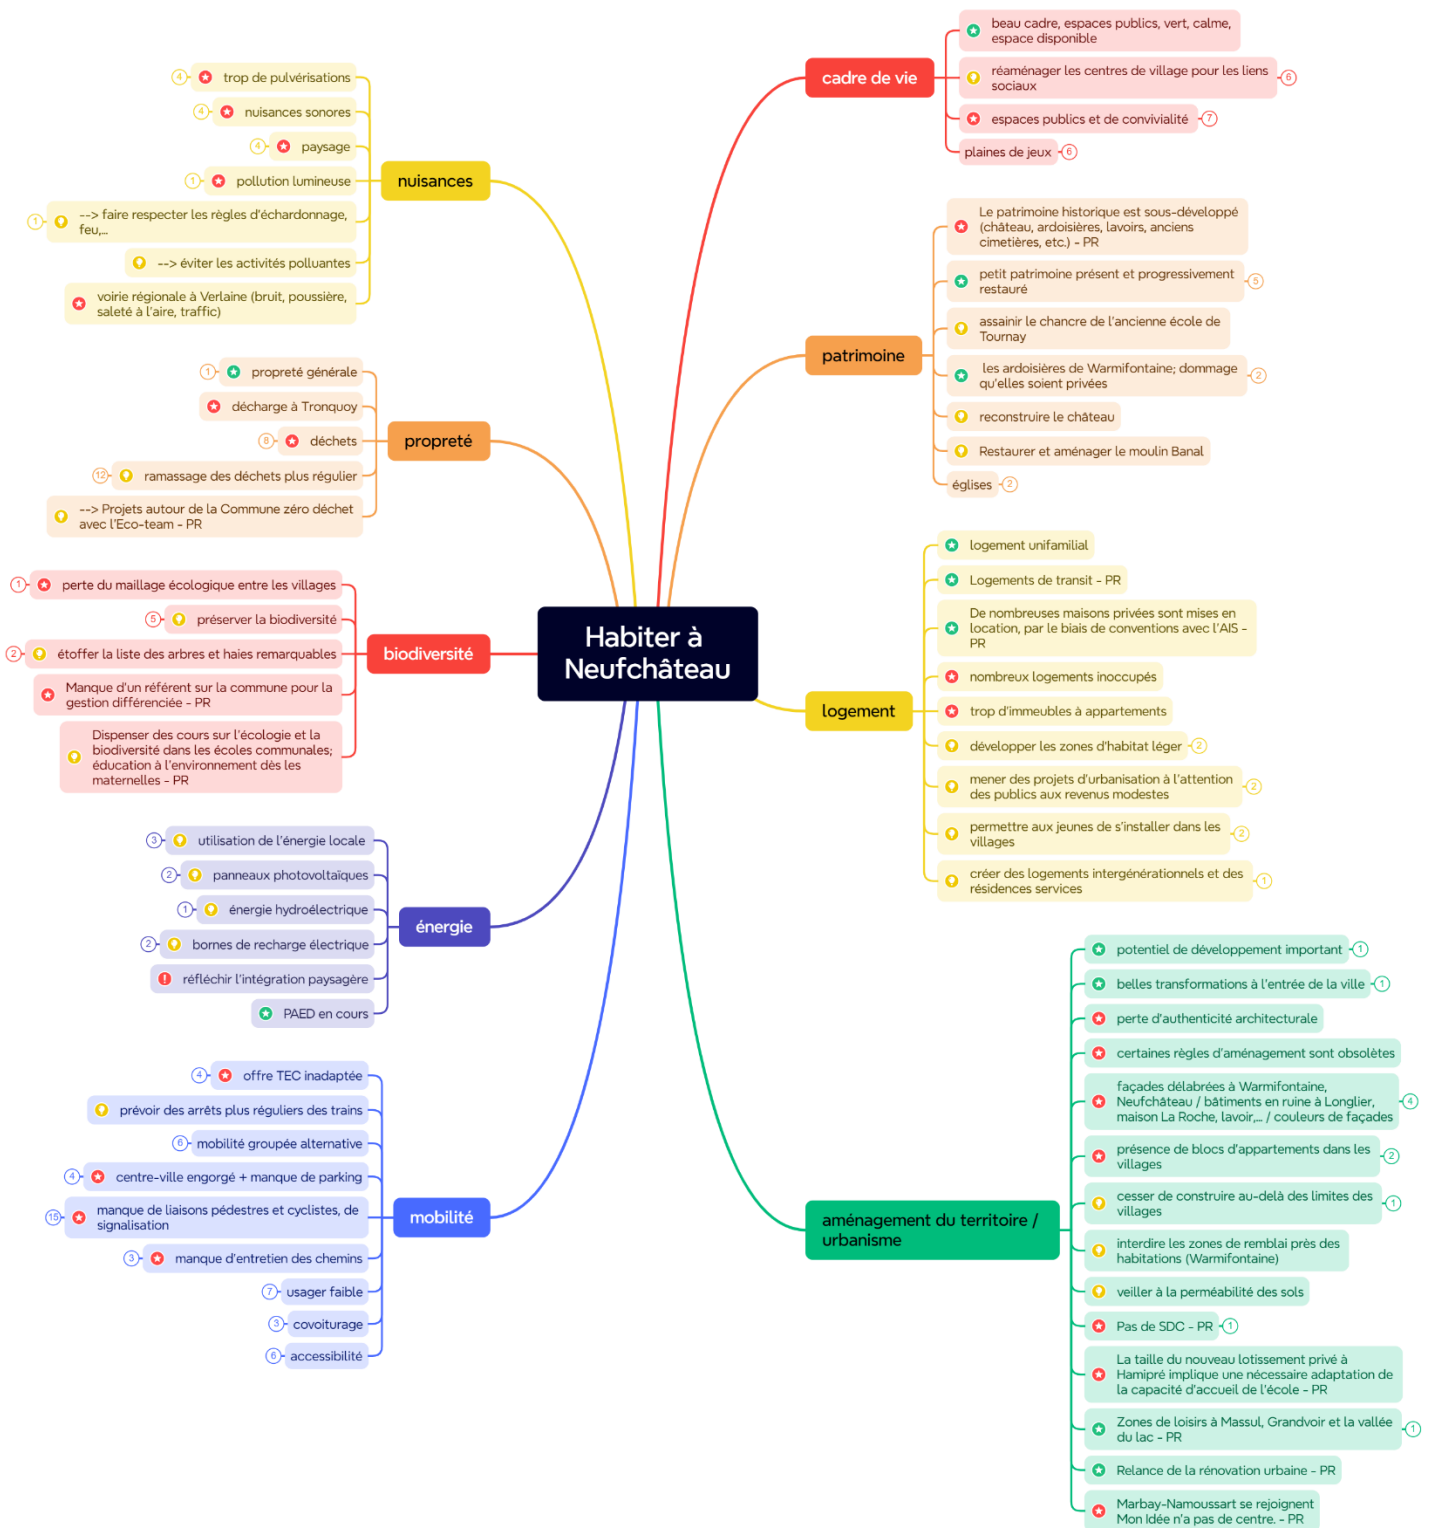 Habiter à
Neufchâteau
cadre de vie
beau cadre, espaces publics, vert, calme,
espace disponible
réaménager les centres de village pour les liens
sociaux
6
espaces publics et de convivialité
7
plaines de jeux
6
patrimoine
Le patrimoine historique est sous-développé
(château, ardoisières, lavoirs, anciens
cimetières, etc.) - PR
petit patrimoine présent et progressivement
restauré
5
assainir le chancre de l'ancienne école de
Tournay
les ardoisières de Warmifontaine; dommage
qu'elles soient privées
2
reconstruire le château
Restaurer et aménager le moulin Banal
églises
2
logement
logement unifamilial
Logements de transit - PR
De nombreuses maisons privées sont mises en
location, par le biais de conventions avec l'AIS -
PR
nombreux logements inoccupés
trop d'immeubles à appartements
développer les zones d'habitat léger
2
mener des projets d'urbanisation à l'attention
des publics aux revenus modestes
2
permettre aux jeunes de s'installer dans les
villages
2
créer des logements intergénérationnels et des
résidences services
1
aménagement du territoire /
urbanisme
potentiel de développement important
1
belles transformations à l'entrée de la ville
1
perte d'authenticité architecturale
certaines règles d'aménagement sont obsolètes
façades délabrées à Warmifontaine,
Neufchâteau / bâtiments en ruine à Longlier,
maison La Roche, lavoir,... / couleurs de façades
4
présence de blocs d'appartements dans les
villages
2
cesser de construire au-delà des limites des
villages
1
interdire les zones de remblai près des
habitations (Warmifontaine)
veiller à la perméabilité des sols
Pas de SDC - PR
1
La taille du nouveau lotissement privé à
Hamipré implique une nécessaire adaptation de
la capacité d'accueil de l'école - PR
Zones de loisirs à Massul, Grandvoir et la vallée
du lac - PR
1
Relance de la rénovation urbaine - PR
Marbay-Namoussart se rejoignent
Mon Idée n'a pas de centre. - PR
nuisances
4
trop de pulvérisations
4
nuisances sonores
4
paysage
1
pollution lumineuse
1
--> faire respecter les règles d'échardonnage,
feu,...
--> éviter les activités polluantes
voirie régionale à Verlaine (bruit, poussière,
saleté à l'aire, traffic)
propreté
1
propreté générale
décharge à Tronquoy
8
déchets
12
ramassage des déchets plus régulier
--> Projets autour de la Commune zéro déchet
avec l'Eco-team - PR
biodiversité
1
perte du maillage écologique entre les villages
5
préserver la biodiversité
2
étoffer la liste des arbres et haies remarquables
Manque d'un référent sur la commune pour la
gestion différenciée - PR
Dispenser des cours sur l'écologie et la
biodiversité dans les écoles communales;
éducation à l'environnement dès les
maternelles - PR
énergie
3
utilisation de l'énergie locale
2
panneaux photovoltaïques
1
énergie hydroélectrique
2
bornes de recharge électrique
réfléchir l'intégration paysagère
PAED en cours
mobilité
4
offre TEC inadaptée
prévoir des arrêts plus réguliers des trains
6
mobilité groupée alternative
4
centre-ville engorgé + manque de parking
15
manque de liaisons pédestres et cyclistes, de
signalisation
3
manque d'entretien des chemins
7
usager faible
3
covoiturage
6
accessibilité